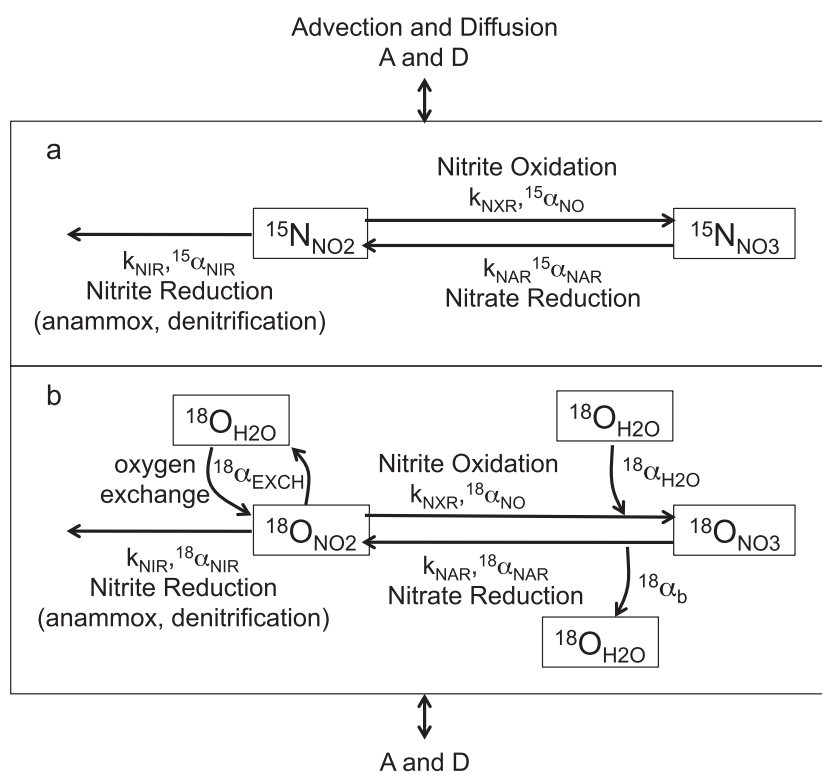 Advection and Diffusion
A and D
a
Nitrite Oxidation
k_NXR, ¹⁵α_NO
¹⁵N_NO2
¹⁵N_NO3
k_NIR, ¹⁵α_NIR
Nitrite Reduction
(anammox, denitrification)
k_NAR ¹⁵α_NAR
Nitrate Reduction
b
¹⁸O_H2O
¹⁸O_H2O
oxygen
exchange
¹⁸α_EXCH
Nitrite Oxidation
k_NXR, ¹⁸α_NO
¹⁸α_H2O
¹⁸O_NO2
¹⁸O_NO3
k_NIR, ¹⁸α_NIR
Nitrite Reduction
(anammox, denitrification)
k_NAR, ¹⁸α_NAR
Nitrate Reduction
¹⁸α_b
¹⁸O_H2O
A and D